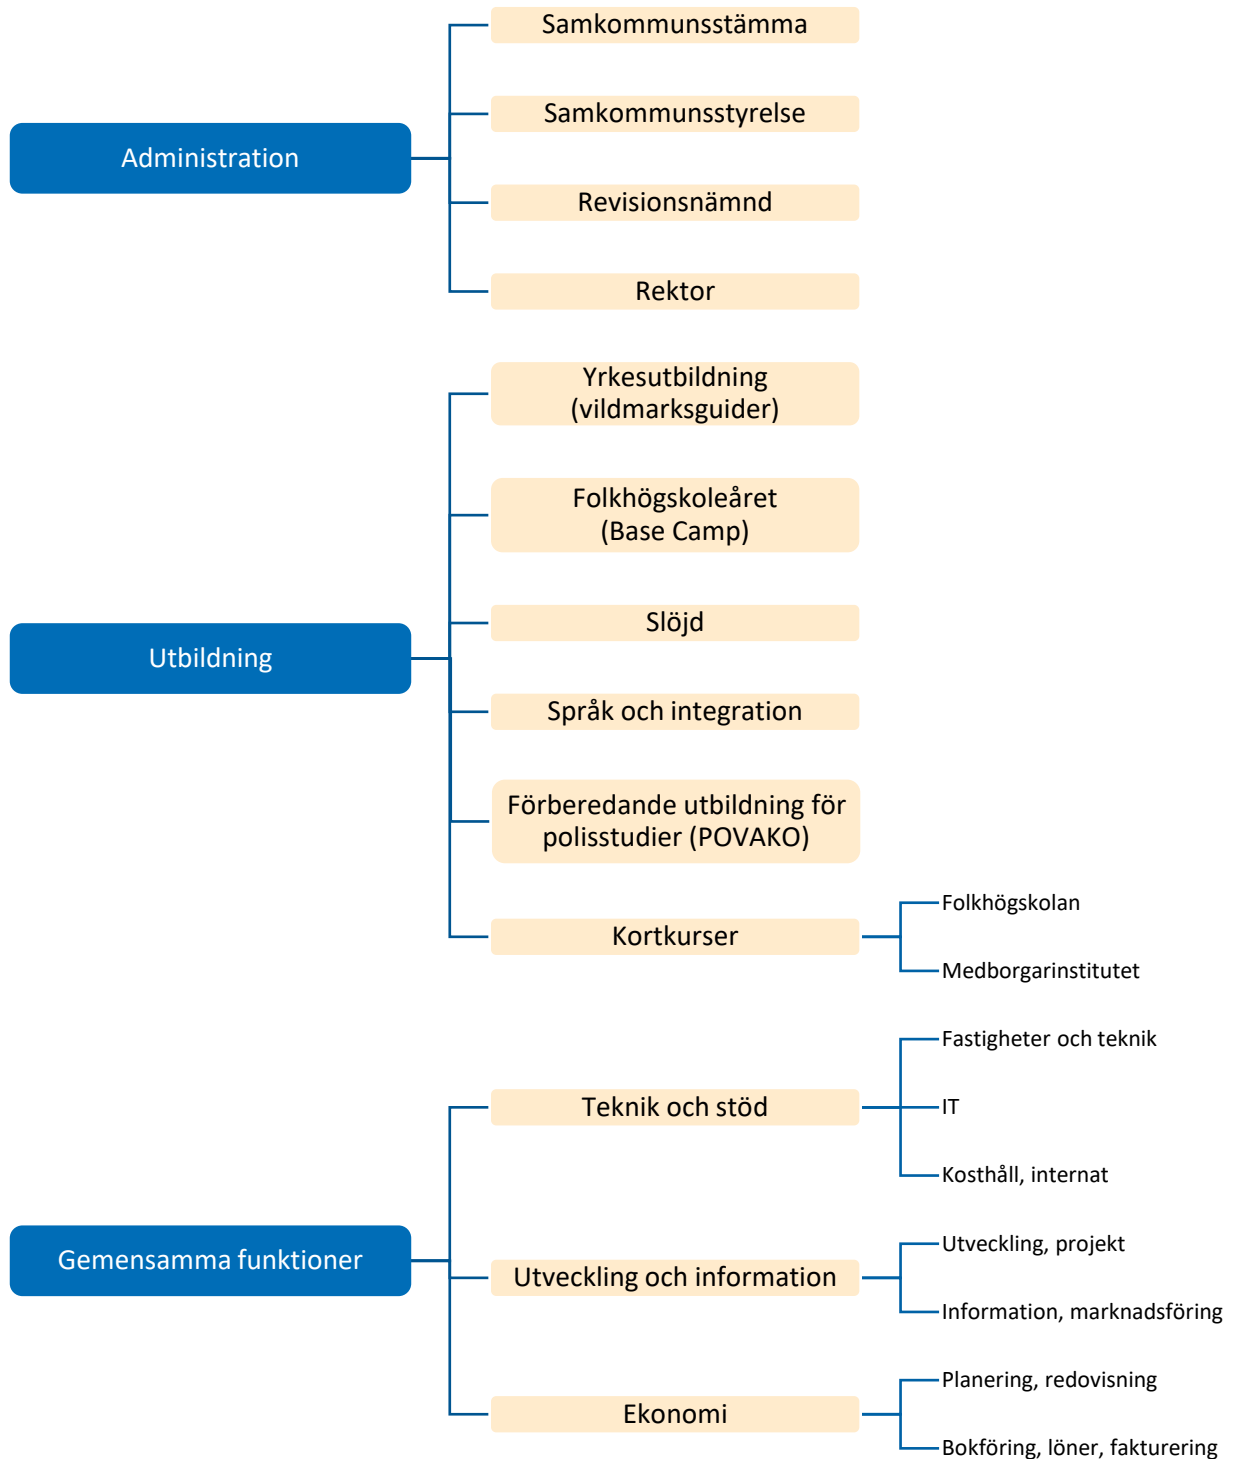 Administration
Samkommunsstämma
Samkommunsstyrelse
Revisionsnämnd
Rektor
Utbildning
Yrkesutbildning
(vildmarksguider)
Folkhögskoleåret
(Base Camp)
Slöjd
Språk och integration
Förberedande utbildning för
polisstudier (POVAKO)
Kortkurser
Folkhögskolan
Medborgarinstitutet
Gemensamma funktioner
Teknik och stöd
Fastigheter och teknik
IT
Kosthåll, internat
Utveckling och information
Utveckling, projekt
Information, marknadsföring
Ekonomi
Planering, redovisning
Bokföring, löner, fakturering